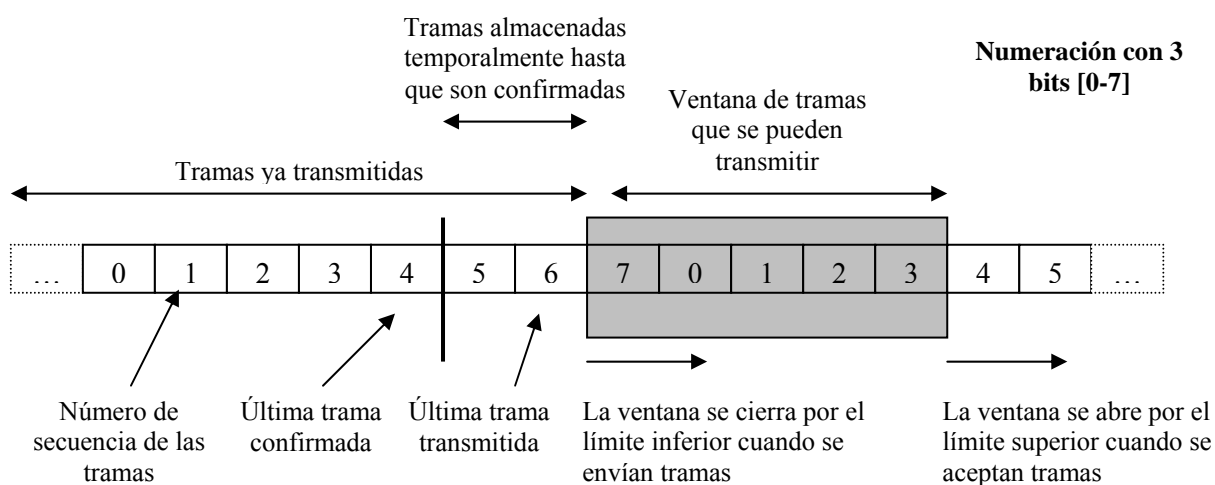 Tramas almacenadas
temporalmente hasta
que son confirmadas
Numeración con 3
bits [0-7]
Ventana de tramas
que se pueden
transmitir
Tramas ya transmitidas
… 0 1 2 3 4 5 6 7 0 1 2 3 4 5 …
Número de
secuencia de las
tramas
Última trama
confirmada
Última trama
transmitida
La ventana se cierra por el
límite inferior cuando se
envían tramas
La ventana se abre por el
límite superior cuando se
aceptan tramas